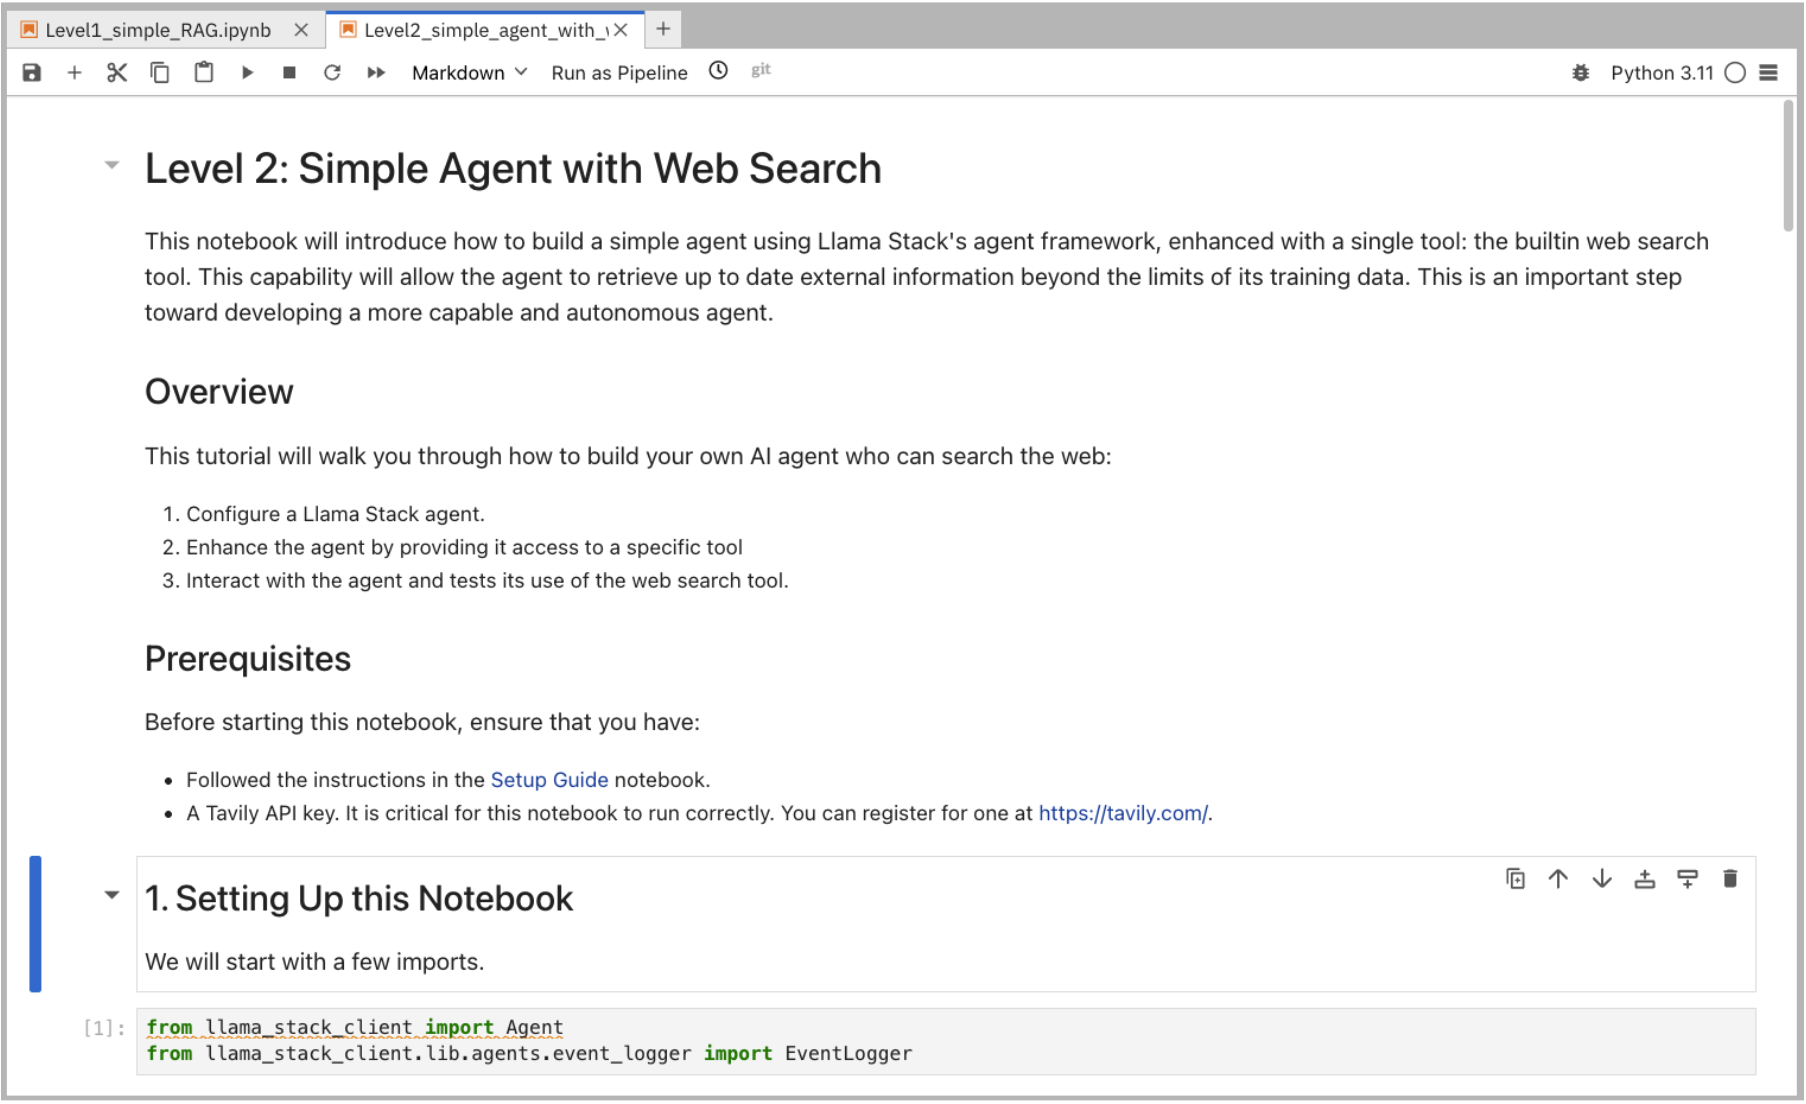 Level1_simple_RAG.ipynb
Level2_simple_agent_with_
Markdown
Run as Pipeline
git
Python 3.11
Level 2: Simple Agent with Web Search
This notebook will introduce how to build a simple agent using Llama Stack's agent framework, enhanced with a single tool: the builtin web search
tool. This capability will allow the agent to retrieve up to date external information beyond the limits of its training data. This is an important step
toward developing a more capable and autonomous agent.
Overview
This tutorial will walk you through how to build your own AI agent who can search the web:
1. Configure a Llama Stack agent.
2. Enhance the agent by providing it access to a specific tool
3. Interact with the agent and tests its use of the web search tool.
Prerequisites
Before starting this notebook, ensure that you have:
• Followed the instructions in the Setup Guide notebook.
• A Tavily API key. It is critical for this notebook to run correctly. You can register for one at https://tavily.com/.
1. Setting Up this Notebook
We will start with a few imports.
[1]: from llama_stack_client import Agent
from llama_stack_client.lib.agents.event_logger import EventLogger